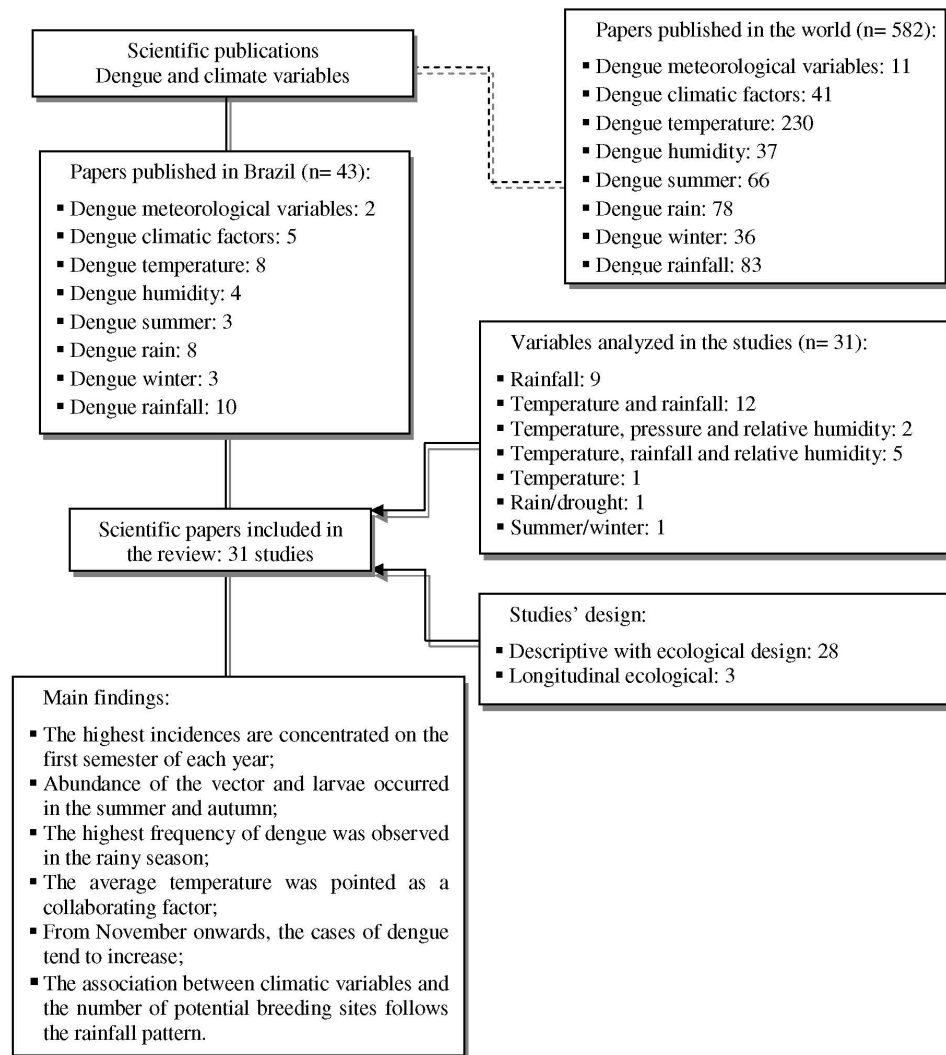 Scientific publications
Dengue and climate variables
Papers published in the world (n= 582):
▪ Dengue meteorological variables: 11
▪ Dengue climatic factors: 41
▪ Dengue temperature: 230
▪ Dengue humidity: 37
▪ Dengue summer: 66
▪ Dengue rain: 78
▪ Dengue winter: 36
▪ Dengue rainfall: 83
Papers published in Brazil (n= 43):
▪ Dengue meteorological variables: 2
▪ Dengue climatic factors: 5
▪ Dengue temperature: 8
▪ Dengue humidity: 4
▪ Dengue summer: 3
▪ Dengue rain: 8
▪ Dengue winter: 3
▪ Dengue rainfall: 10
Variables analyzed in the studies (n= 31):
▪ Rainfall: 9
▪ Temperature and rainfall: 12
▪ Temperature, pressure and relative humidity: 2
▪ Temperature, rainfall and relative humidity: 5
▪ Temperature: 1
▪ Rain/drought: 1
▪ Summer/winter: 1
Scientific papers included in
the review: 31 studies
Studies’ design:
▪ Descriptive with ecological design: 28
▪ Longitudinal ecological: 3
Main findings:
▪ The highest incidences are concentrated on the
first semester of each year;
▪ Abundance of the vector and larvae occurred
in the summer and autumn;
▪ The highest frequency of dengue was observed
in the rainy season;
▪ The average temperature was pointed as a
collaborating factor;
▪ From November onwards, the cases of dengue
tend to increase;
▪ The association between climatic variables and
the number of potential breeding sites follows
the rainfall pattern.